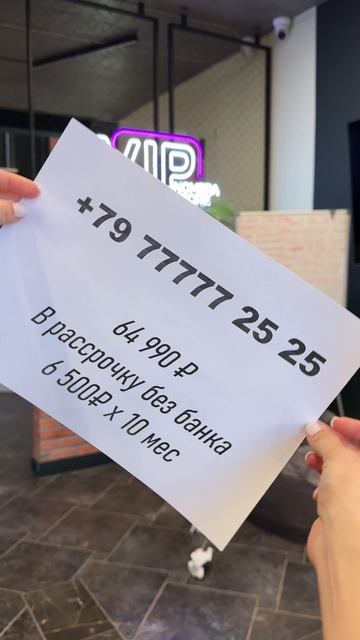 VIP
+79 77777 25 25
64 990 ₽
В рассрочку без банка
6 500₽ х 10 мес